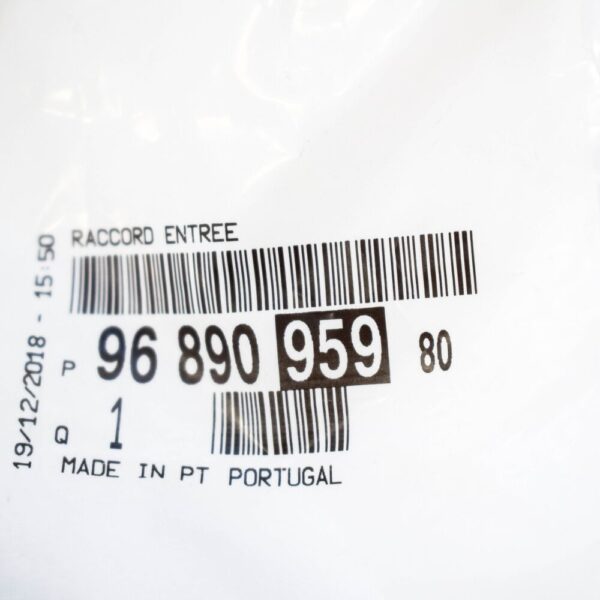 RACCORD ENTREE
P 96 890 959 80
Q 1
MADE IN PT PORTUGAL
19/12/2018 - 15:50